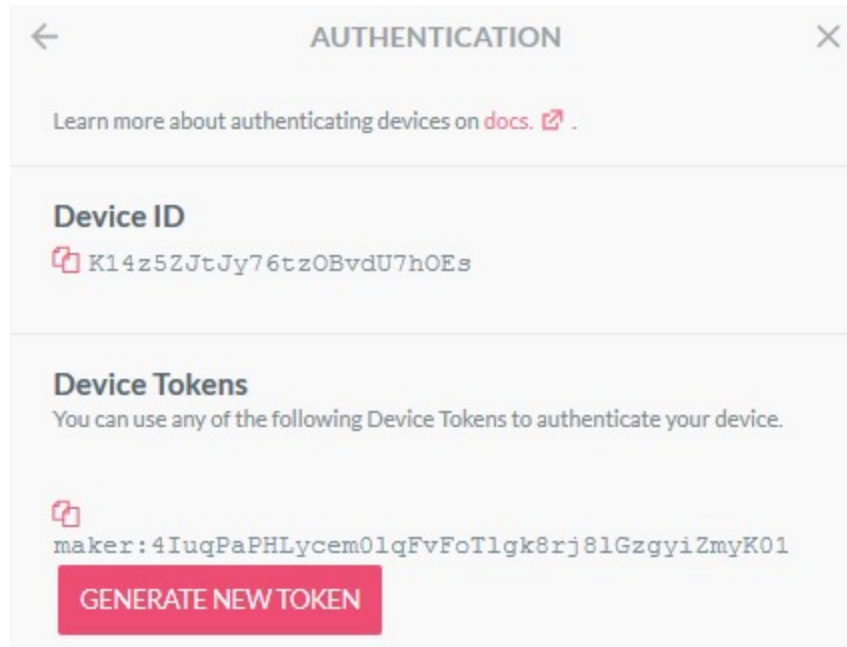 AUTHENTICATION
Learn more about authenticating devices on docs. .
Device ID
K14z5ZJtJy76tzOBvdU7hOEs
Device Tokens
You can use any of the following Device Tokens to authenticate your device.
maker:4IuqPaPHLycem0lqFvFoTlgk8rj8lGzgyiZmyK01
GENERATE NEW TOKEN